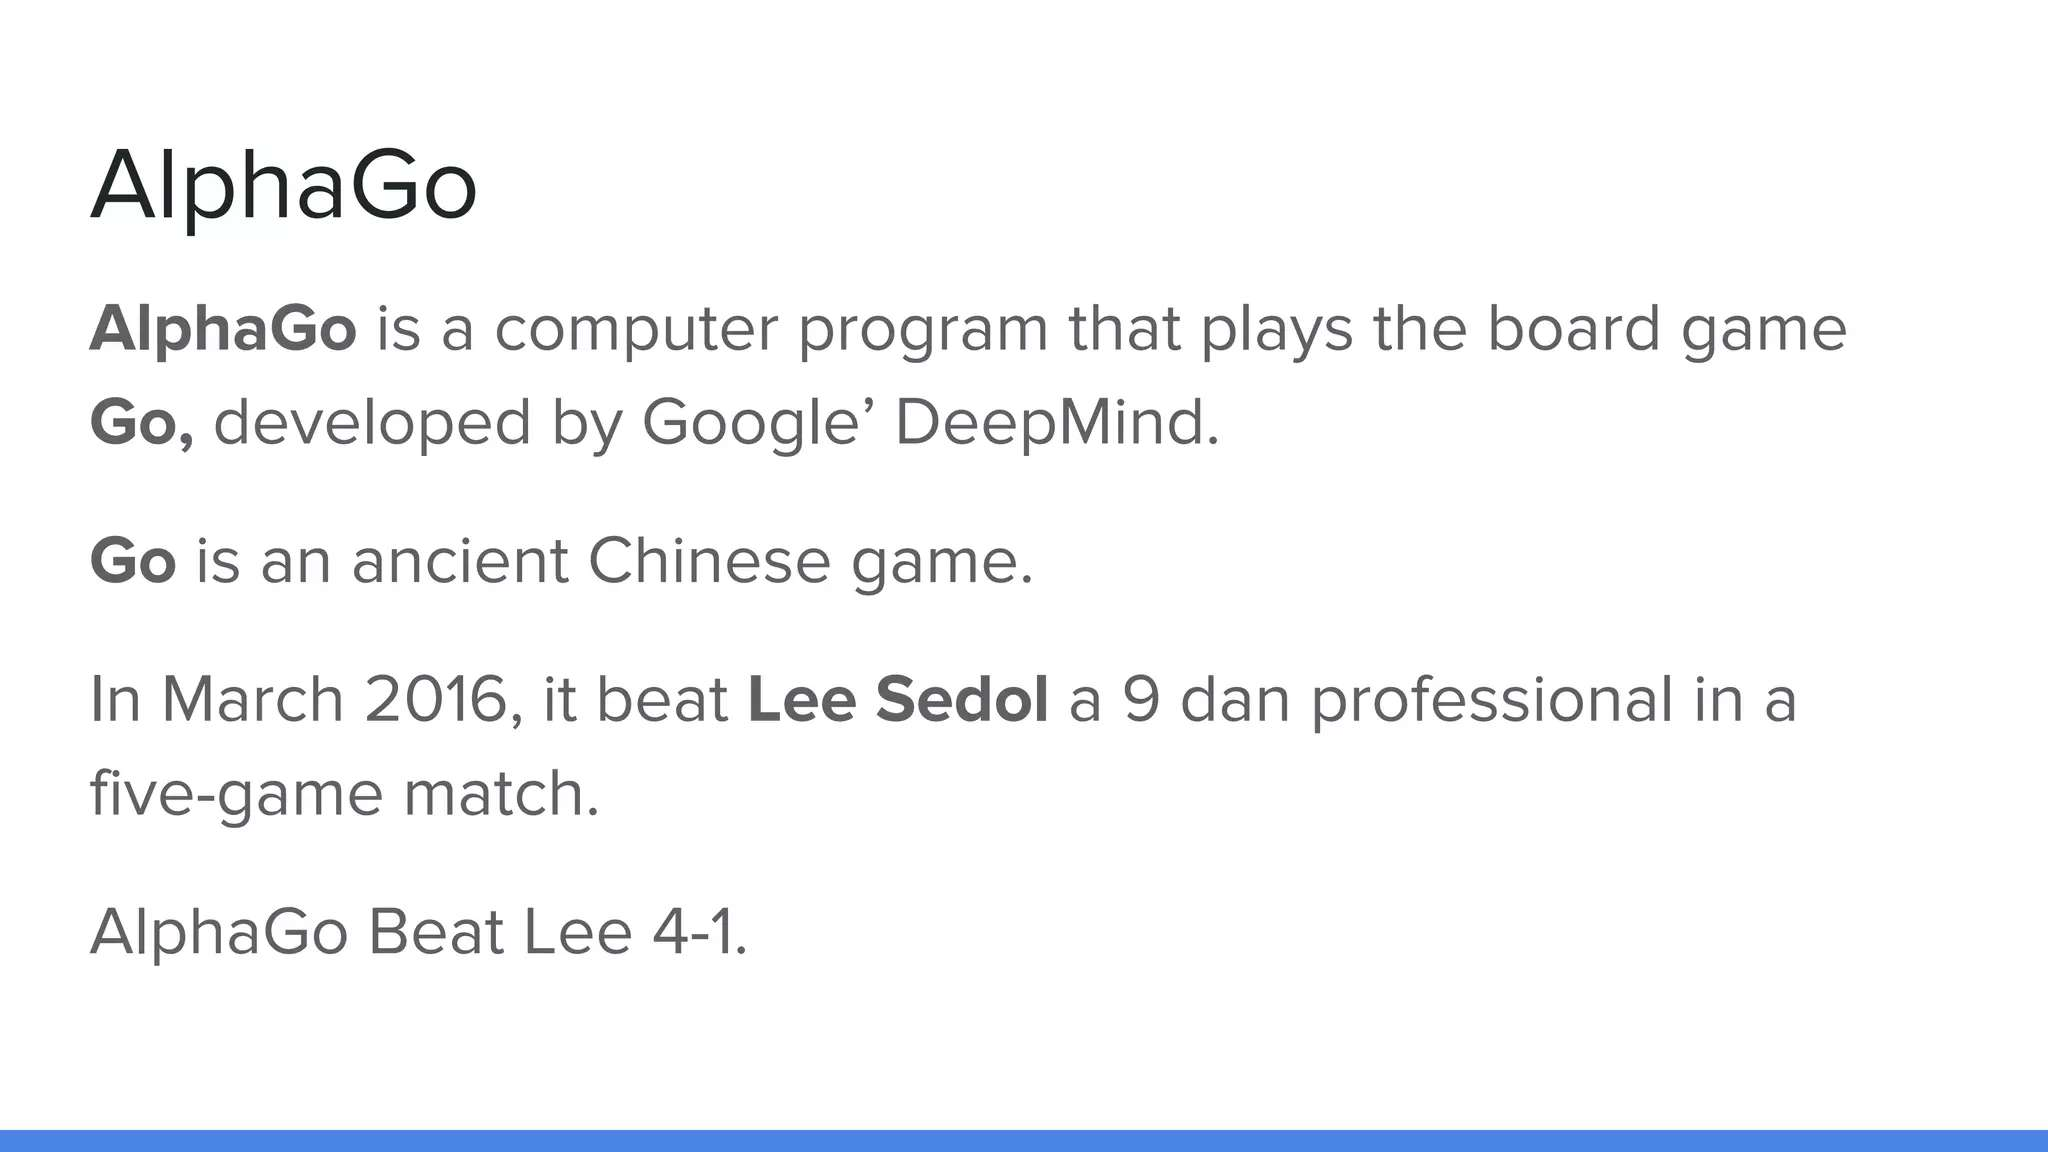 AlphaGo
AlphaGo is a computer program that plays the board game
Go, developed by Google’ DeepMind.
Go is an ancient Chinese game.
In March 2016, it beat Lee Sedol a 9 dan professional in a
five-game match.
AlphaGo Beat Lee 4-1.